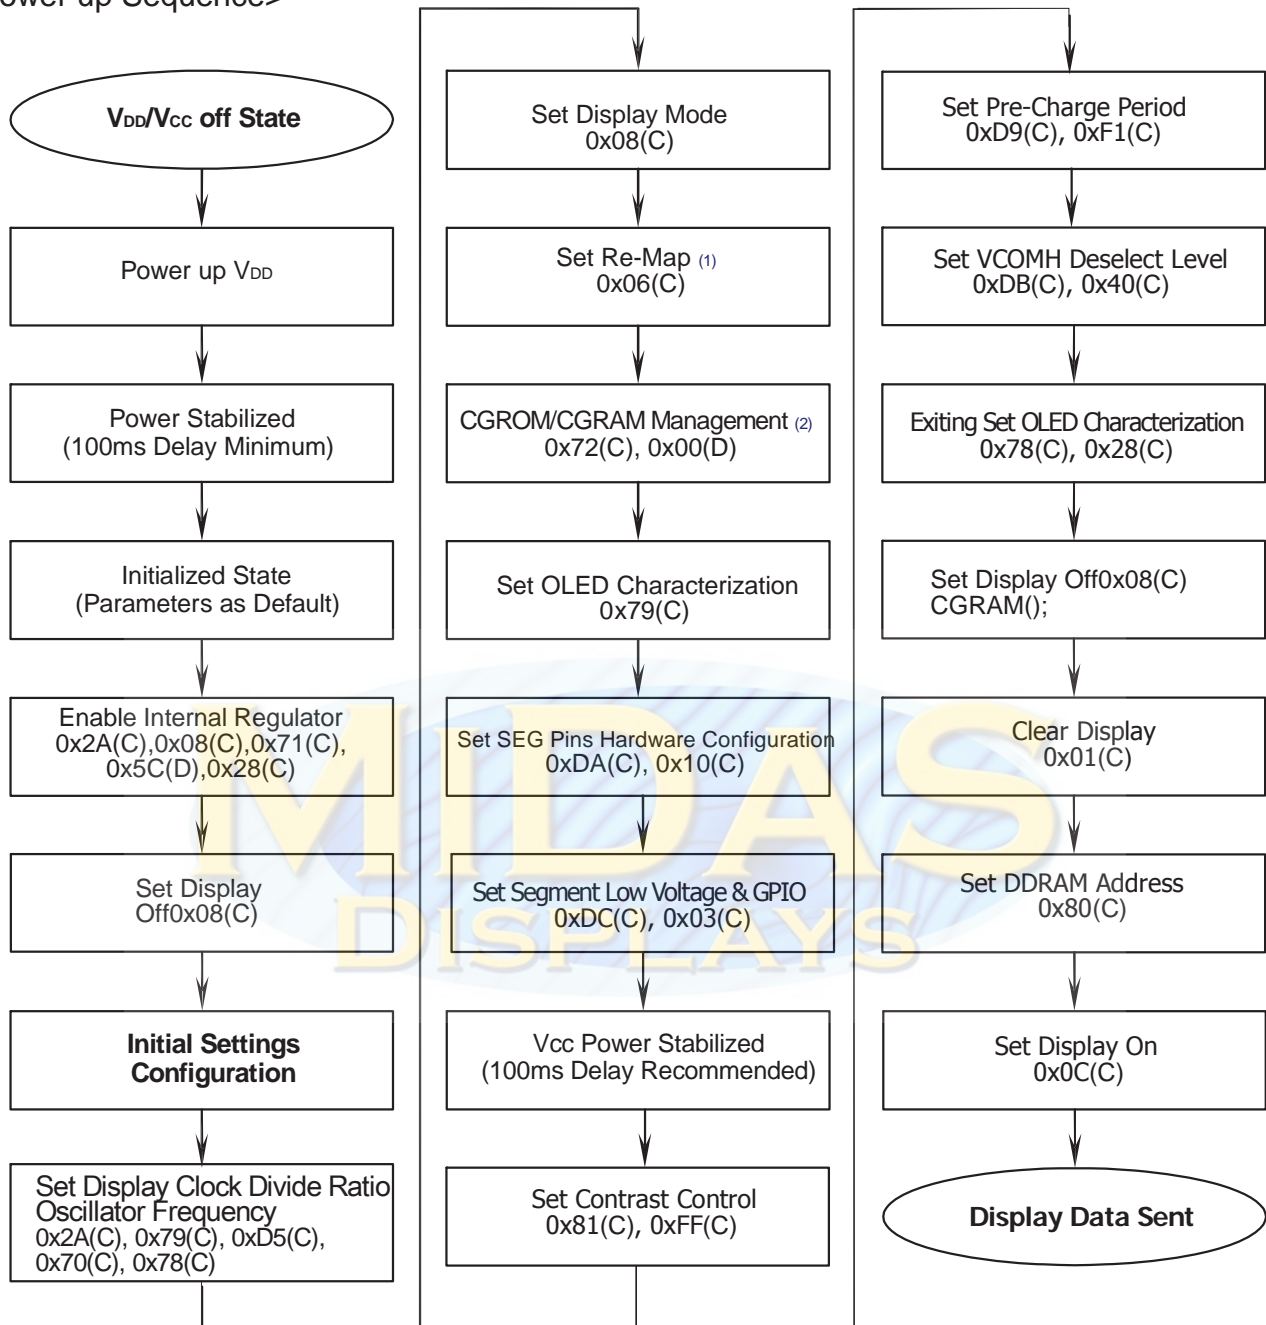 ower up Sequence>
VDD/VCC off State
Power up VDD
Power Stabilized
(100ms Delay Minimum)
Initialized State
(Parameters as Default)
Enable Internal Regulator
0x2A(C),0x08(C),0x71(C),
0x5C(D),0x28(C)
Set Display
Off0x08(C)
Initial Settings
Configuration
Set Display Clock Divide Ratio
Oscillator Frequency
0x2A(C), 0x79(C), 0xD5(C),
0x70(C), 0x78(C)
Set Display Mode
0x08(C)
Set Re-Map (1)
0x06(C)
CGROM/CGRAM Management (2)
0x72(C), 0x00(D)
Set OLED Characterization
0x79(C)
Set SEG Pins Hardware Configuration
0xDA(C), 0x10(C)
Set Segment Low Voltage & GPIO
0xDC(C), 0x03(C)
Vcc Power Stabilized
(100ms Delay Recommended)
Set Contrast Control
0x81(C), 0xFF(C)
Set Pre-Charge Period
0xD9(C), 0xF1(C)
Set VCOMH Deselect Level
0xDB(C), 0x40(C)
Exiting Set OLED Characterization
0x78(C), 0x28(C)
Set Display Off0x08(C)
CGRAM();
Clear Display
0x01(C)
Set DDRAM Address
0x80(C)
Set Display On
0x0C(C)
Display Data Sent
MIDAS
DISPLAYS